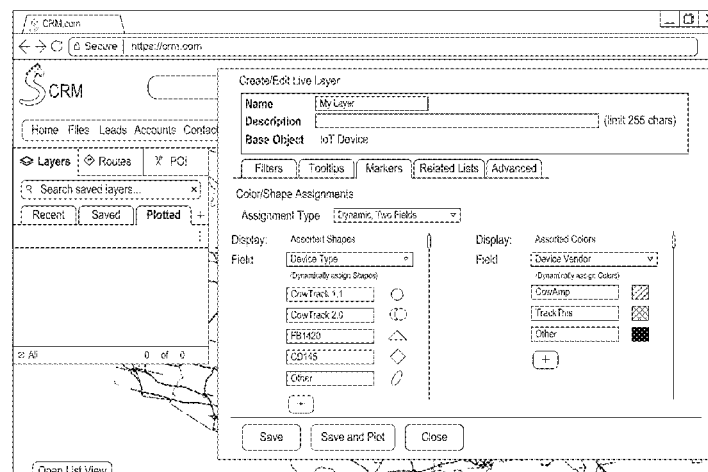 CRM.com
Secure https://crm.com
CRM
Home Files Leads Accounts Contac
Layers Routes POI
Search saved layers... x
Recent Saved Plotted +
All 0 of 0
Open List View
Create/Edit Live Layer
Name My Layer
Description (limit 255 chars)
Base Object IoT Device
Filters Tooltips Markers Related Lists Advanced
Color/Shape Assignments
Assignment Type Dynamic, Two Fields
Display: Assorted Shapes
Field Device Type
(Dynamically assign Shapes)
CowTrack 1.1
CowTrack 2.0
FB1420
CD145
Other
+
Display: Assorted Colors
Field Device Vendor
(Dynamically assign Colors)
CowAmp
Other
+
Save Save and Plot Close